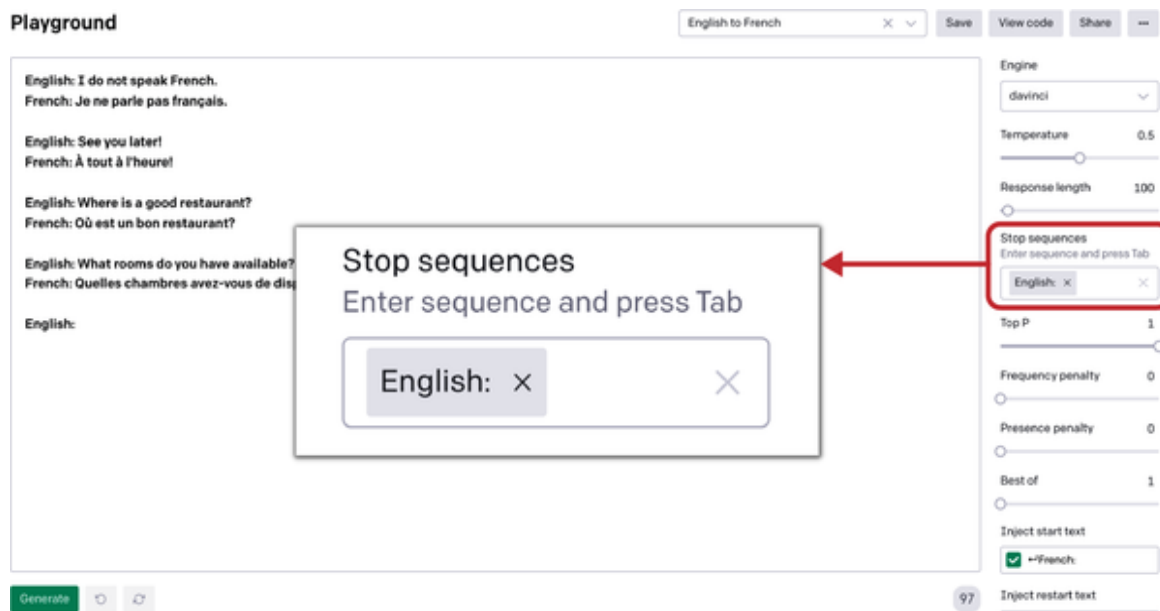 Playground
English to French
Save
View code
Share
English: I do not speak French.
French: Je ne parle pas français.
English: See you later!
French: À tout à l'heure!
English: Where is a good restaurant?
French: Où est un bon restaurant?
English: What rooms do you have available?
French: Quelles chambres avez-vous de
English:
Stop sequences
Enter sequence and press Tab
English:
Engine
davinci
Temperature 0.5
Response length 100
Stop sequences
Enter sequence and press Tab
English:
Top P 1
Frequency penalty 0
Presence penalty 0
Best of 1
Inject start text
↵French:
Inject restart text
Generate
97